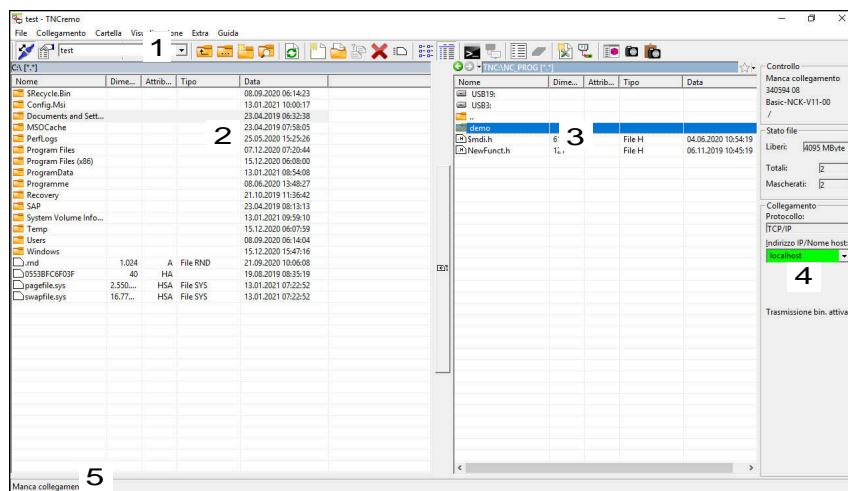 test - TNCremo
File Collegamento Cartella Extra Guida
test
1
C:\ [*.*]
Nome Dime... Attrib... Tipo Data
$Recycle.Bin 08.09.2020 06:14:23
Config.Msi 13.01.2021 10:00:17
Documents and Sett... 23.04.2019 06:32:38
MSOCache 23.04.2019 07:58:05
PerfLogs 25.05.2020 15:25:26
Program Files 07.12.2020 07:20:44
Program Files (x86) 15.12.2020 06:08:00
ProgramData 13.01.2021 08:54:08
Programme 08.06.2020 13:48:27
Recovery 21.10.2019 11:36:42
SAP 23.04.2019 08:13:13
System Volume Info... 13.01.2021 09:59:10
Temp 15.12.2020 06:07:59
Users 08.09.2020 06:14:04
Windows 15.12.2020 15:47:16
.rnd 1.024 A File RND 21.09.2020 10:06:08
0553BFC6F03F 40 HA 19.08.2019 08:35:19
pagefile.sys 2.550.... HSA File SYS 13.01.2021 07:22:52
swapfile.sys 16.77... HSA File SYS 13.01.2021 07:22:52
2
TNC:\NC_PROG [*.*]
Nome Dime... Attrib... Tipo Data
USB19:
USB3:
..
demo
$mdi.h File H 04.06.2020 10:54:19
NewFunct.h File H 06.11.2019 10:45:19
3
Controllo
Manca collegamento
340594 08
Basic-NCK-V11-00
/
Stato file
Liberi: 4095 MByte
Totali: 2
Mascherati: 2
Collegamento
Protocollo:
TCP/IP
Indirizzo IP/Nome host:
localhost
4
Trasmissione bin. attiva
Manca
5